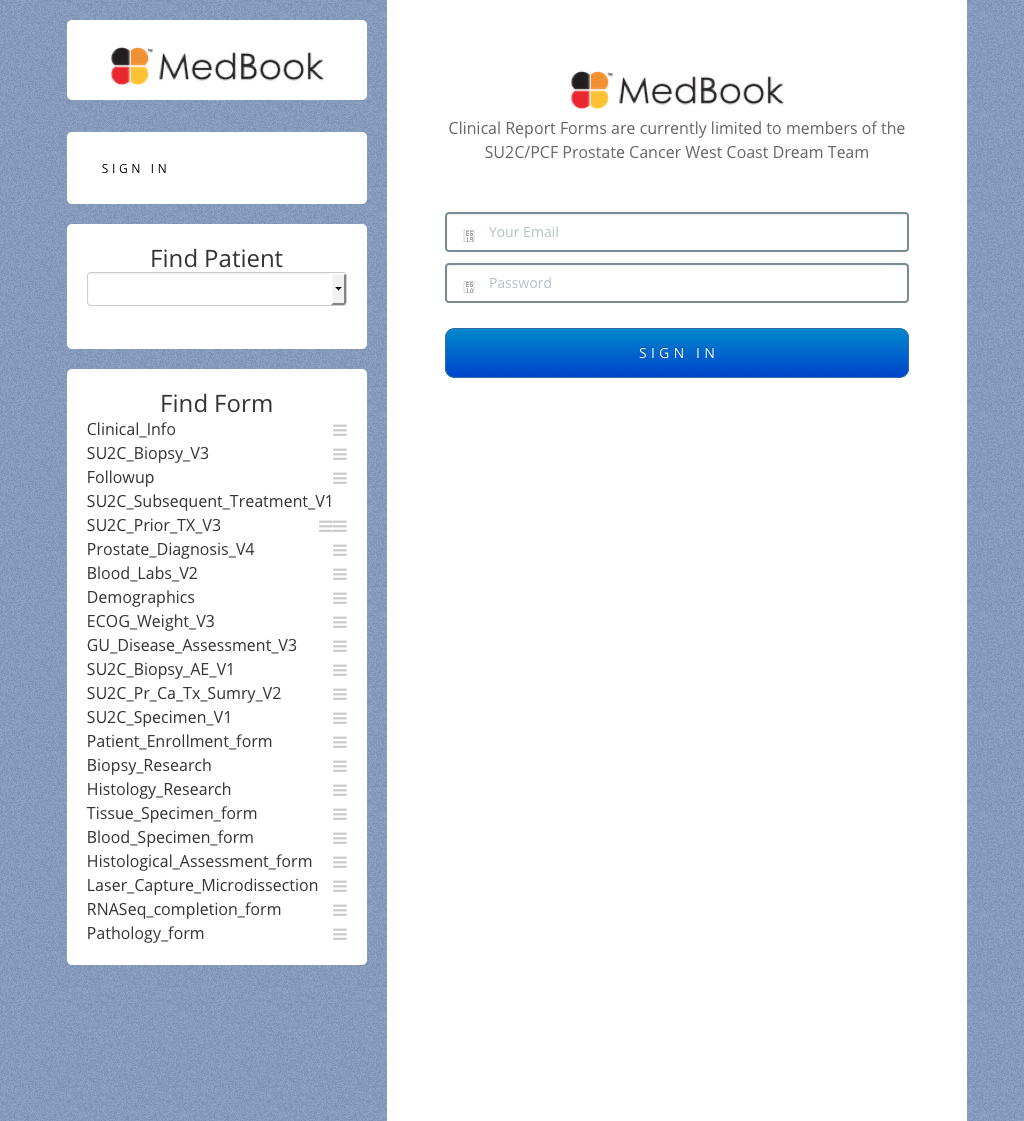 MedBook™
SIGN IN
Find Patient
Find Form
Clinical_Info
SU2C_Biopsy_V3
Followup
SU2C_Subsequent_Treatment_V1
SU2C_Prior_TX_V3
Prostate_Diagnosis_V4
Blood_Labs_V2
Demographics
ECOG_Weight_V3
GU_Disease_Assessment_V3
SU2C_Biopsy_AE_V1
SU2C_Pr_Ca_Tx_Sumry_V2
SU2C_Specimen_V1
Patient_Enrollment_form
Biopsy_Research
Histology_Research
Tissue_Specimen_form
Blood_Specimen_form
Histological_Assessment_form
Laser_Capture_Microdissection
RNASeq_completion_form
Pathology_form
MedBook™
Clinical Report Forms are currently limited to members of the
SU2C/PCF Prostate Cancer West Coast Dream Team
Your Email
Password
SIGN IN